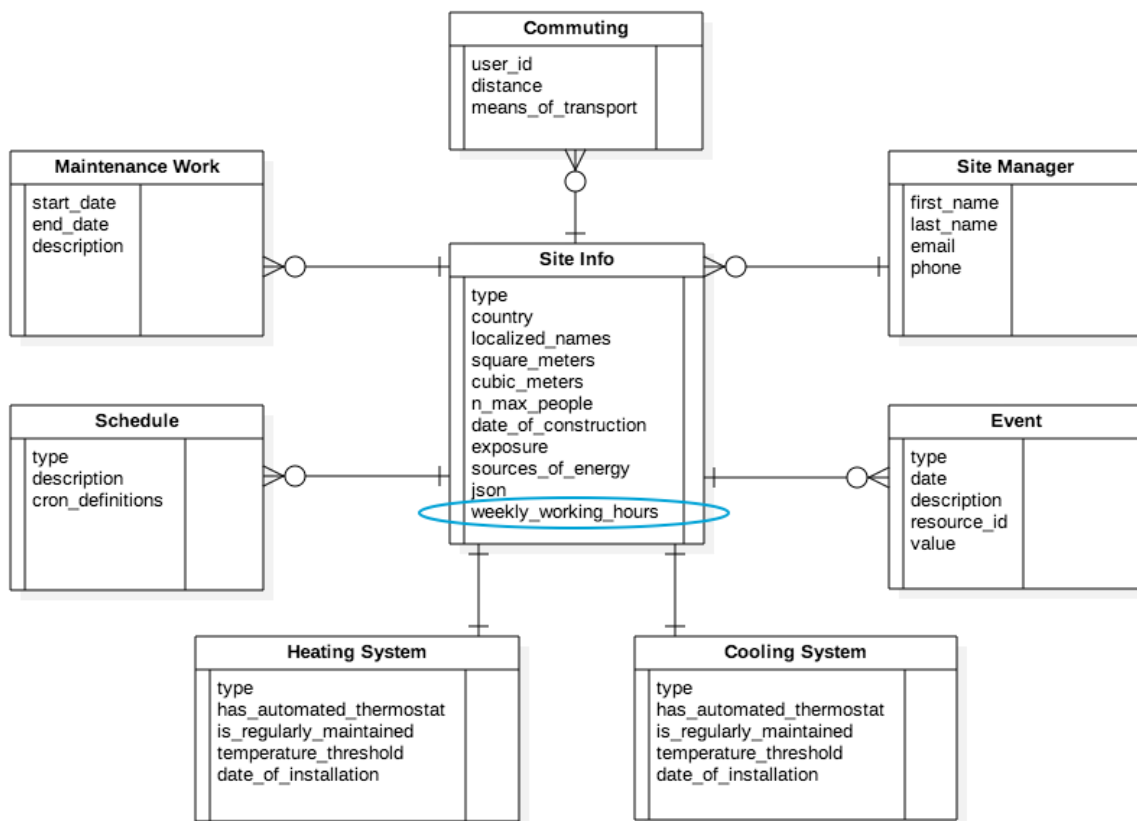 Commuting
user_id
distance
means_of_transport
Maintenance Work
start_date
end_date
description
Site Manager
first_name
last_name
email
phone
Site Info
type
country
localized_names
square_meters
cubic_meters
n_max_people
date_of_construction
exposure
sources_of_energy
json
weekly_working_hours
Schedule
type
description
cron_definitions
Event
type
date
description
resource_id
value
Heating System
type
has_automated_thermostat
is_regularly_maintained
temperature_threshold
date_of_installation
Cooling System
type
has_automated_thermostat
is_regularly_maintained
temperature_threshold
date_of_installation